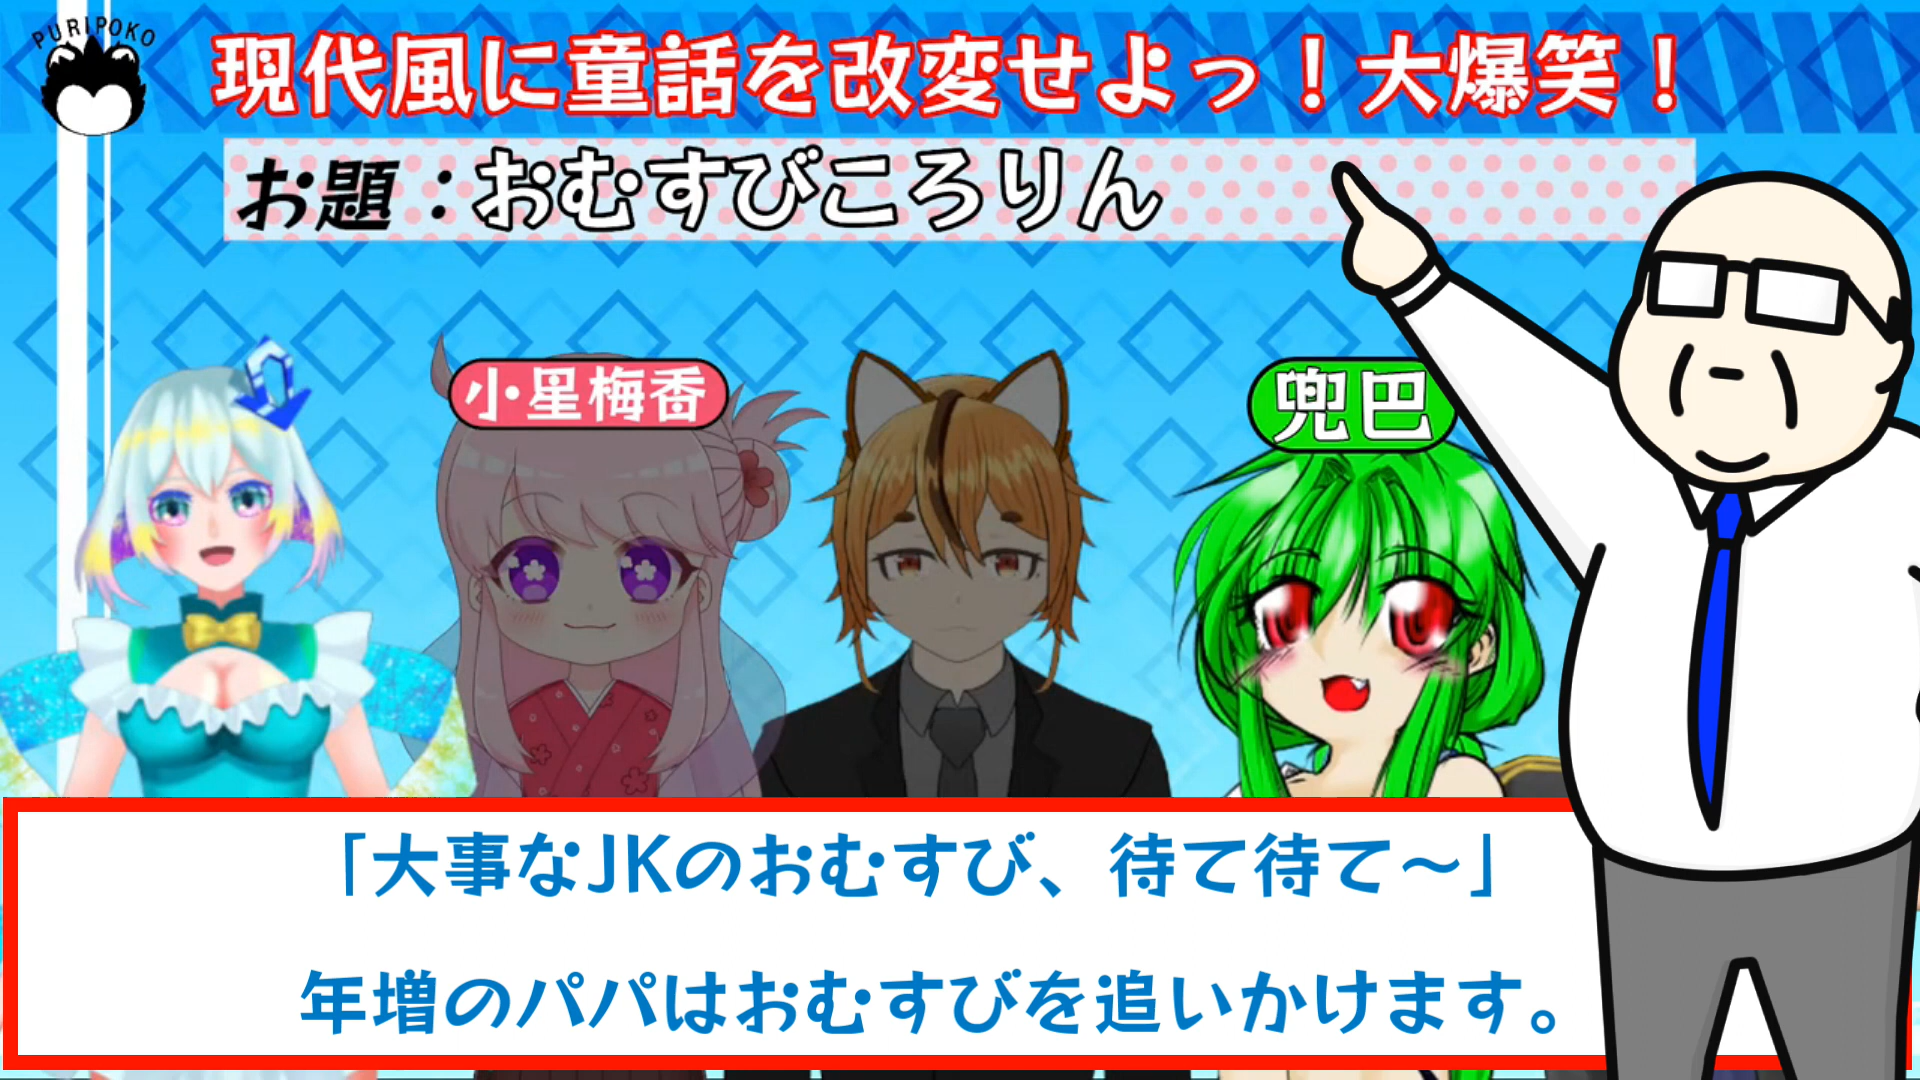 PURIPOKO
現代風に童話を改変せよっ！大爆笑！
お題：おむすびころりん
小星梅香
兜巴
「大事なJKのおむすび、待て待て～」
年増のパパはおむすびを追いかけます。